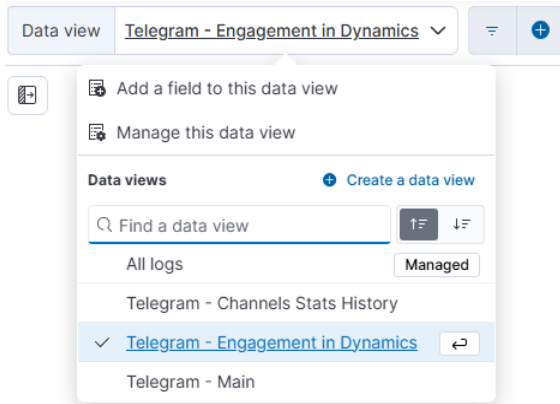 Data view Telegram - Engagement in Dynamics
Add a field to this data view
Manage this data view
Data views Create a data view
Find a data view
All logs Managed
Telegram - Channels Stats History
Telegram - Engagement in Dynamics
Telegram - Main